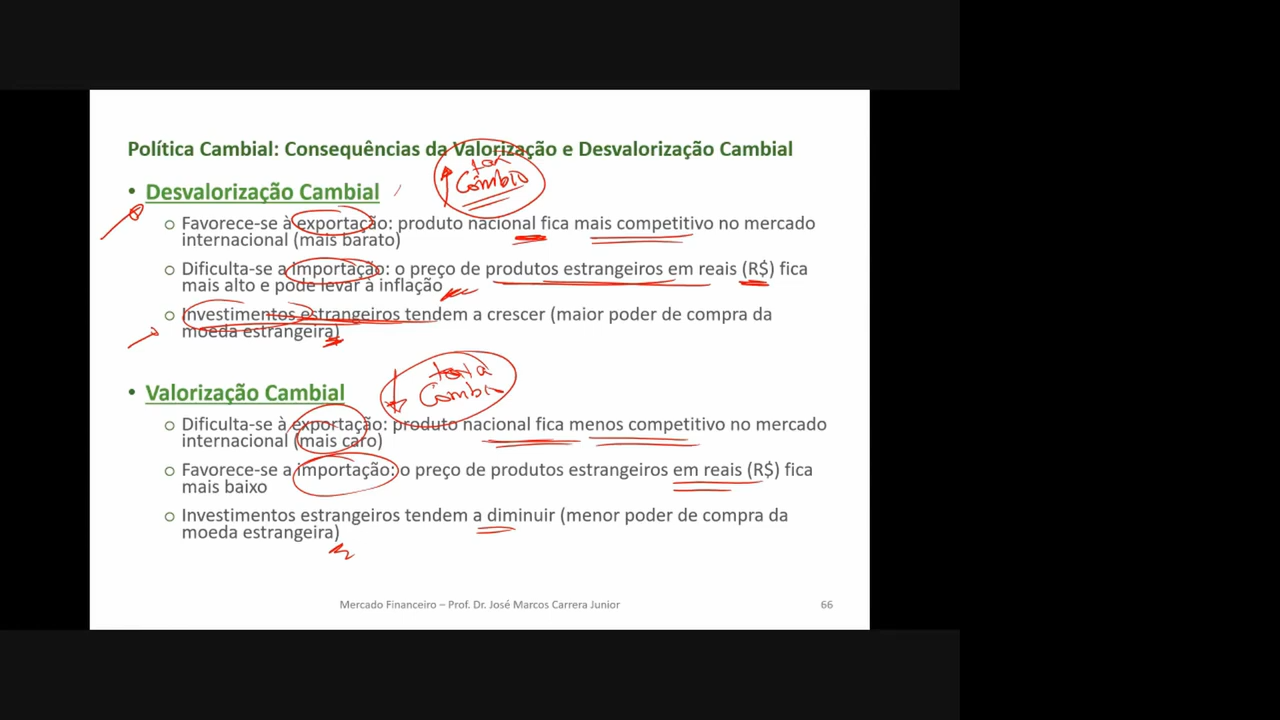 Política Cambial: Consequências da Valorização e Desvalorização Cambial
• Desvalorização Cambial
Câmbio
o Favorece-se à exportação: produto nacional fica mais competitivo no mercado
internacional (mais barato)
o Dificulta-se a importação: o preço de produtos estrangeiros em reais (R$) fica
mais alto e pode levar à inflação
o Investimentos estrangeiros tendem a crescer (maior poder de compra da
moeda estrangeira)
• Valorização Cambial
o Dificulta-se à exportação: produto nacional fica menos competitivo no mercado
internacional (mais caro)
o Favorece-se a importação: o preço de produtos estrangeiros em reais (R$) fica
mais baixo
o Investimentos estrangeiros tendem a diminuir (menor poder de compra da
moeda estrangeira)
Mercado Financeiro – Prof. Dr. José Marcos Carrera Junior 66